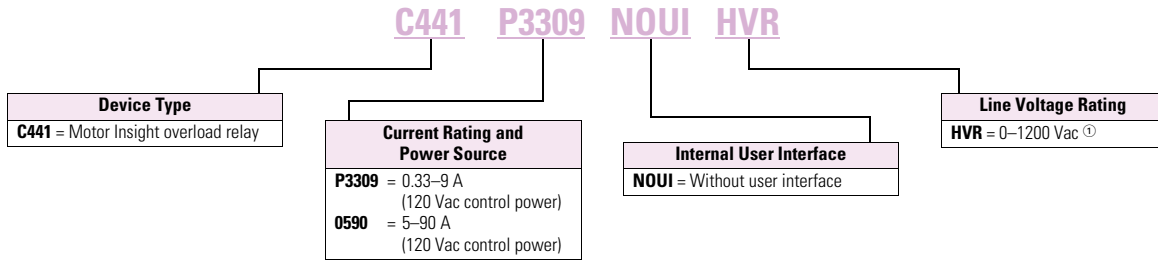 C441 P3309 NOUI HVR
Device Type
C441 = Motor Insight overload relay
Current Rating and
Power Source
P3309 = 0.33–9 A
(120 Vac control power)
0590 = 5–90 A
(120 Vac control power)
Internal User Interface
NOUI = Without user interface
Line Voltage Rating
HVR = 0–1200 Vac ①